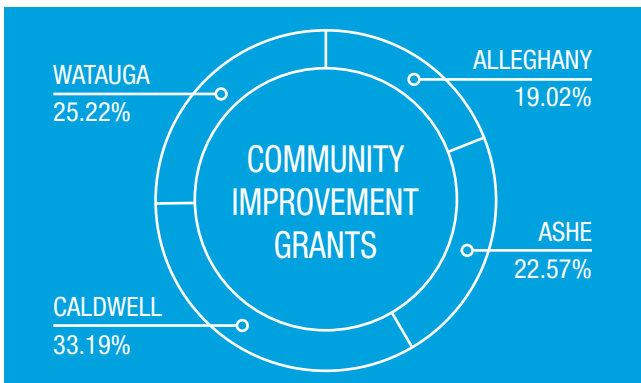 WATAUGA
25.22%
ALLEGHANY
19.02%
COMMUNITY
IMPROVEMENT
GRANTS
ASHE
22.57%
CALDWELL
33.19%